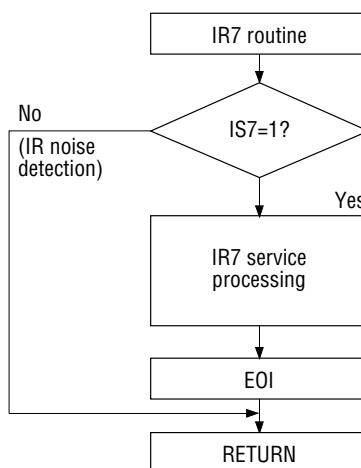 IR7 routine
No
(IR noise
detection)
IS7=1?
Yes
IR7 service
processing
EOI
RETURN